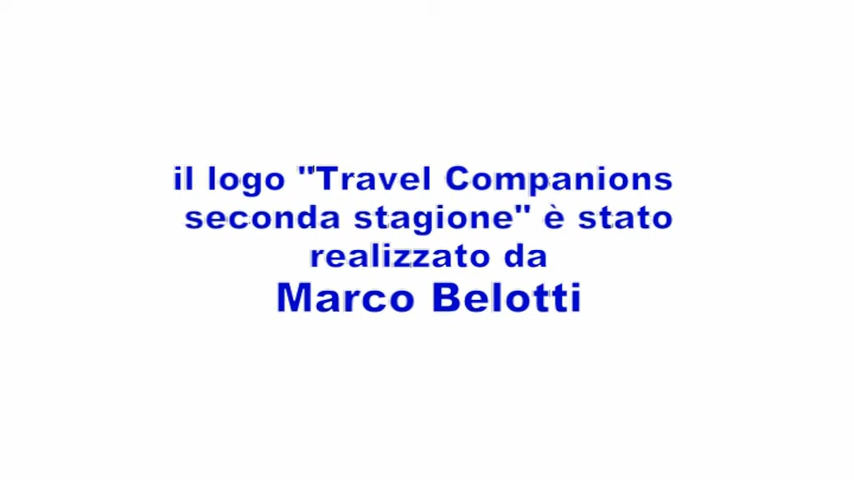 il logo "Travel Companions
seconda stagione" è stato
realizzato da
Marco Belotti